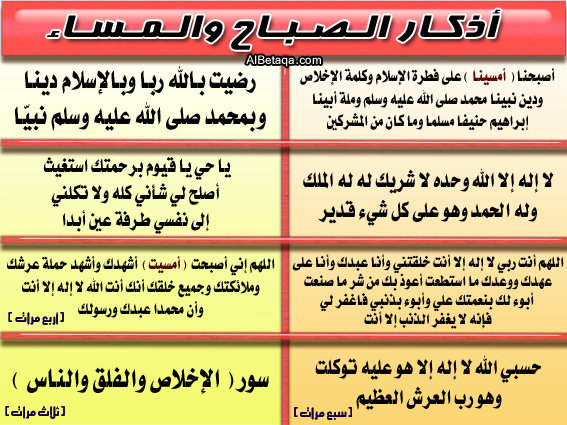 أذكـار الـصـبـاح والـمـسـاء
AlBetaqa.com
أصبحنا ( أمسينا ) على فطرة الإسلام وكلمة الإخلاص
ودين نبينا محمد صلى الله عليه وسلم وملة أبينا
إبراهيم حنيفا مسلما وما كان من المشركين
رضيت بالله ربا وبالإسلام دينا
وبمحمد صلى الله عليه وسلم نبيّا
لا إله إلا الله وحده لا شريك له له الملك
وله الحمد وهو على كل شيء قدير
يا حي يا قيوم برحمتك استغيث
أصلح لي شأني كله ولا تكلني
إلى نفسي طرفة عين أبدا
اللهم أنت ربي لا إله إلا أنت خلقتني وأنا عبدك وأنا على
عهدك ووعدك ما استطعت أعوذ بك من شر ما صنعت
أبوء لك بنعمتك علي وأبوء بذنبي فاغفر لي
فإنه لا يغفر الذنب إلا أنت
اللهم إني أصبحت ( أمسيت ) أشهدك وأشهد حملة عرشك
وملائكتك وجميع خلقك أنك أنت الله لا إله إلا أنت
وأن محمدا عبدك ورسولك
[ أربع مرات ]
حسبي الله لا إله إلا هو عليه توكلت
وهو رب العرش العظيم
[ سبع مرات ]
سور ( الإخلاص والفلق والناس )
[ ثلاث مرات ]